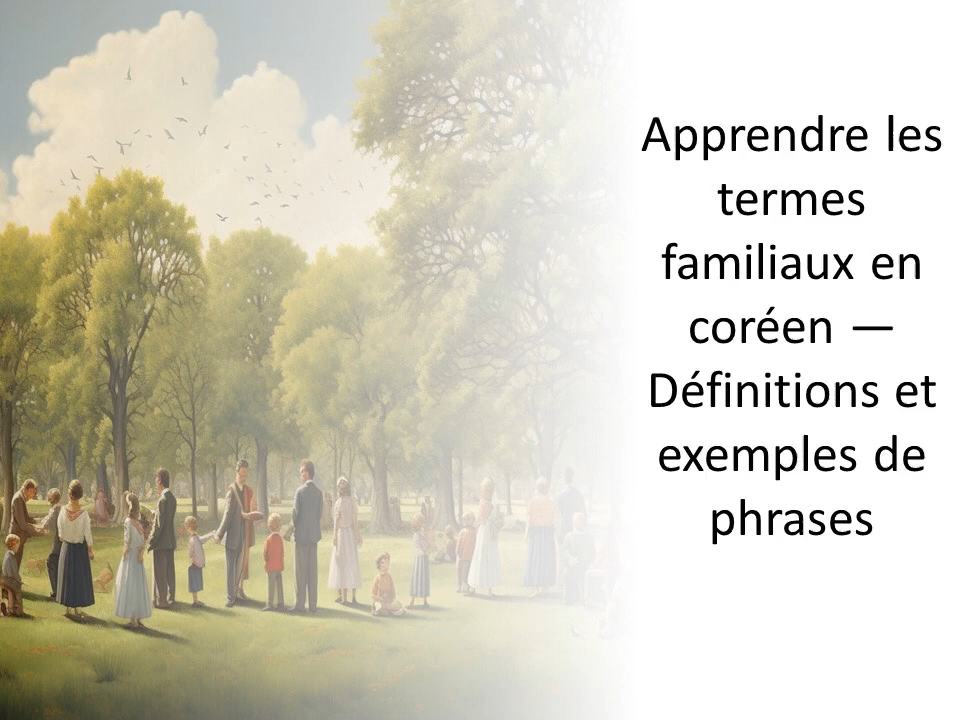 Apprendre les
termes
familiaux en
coréen —
Définitions et
exemples de
phrases